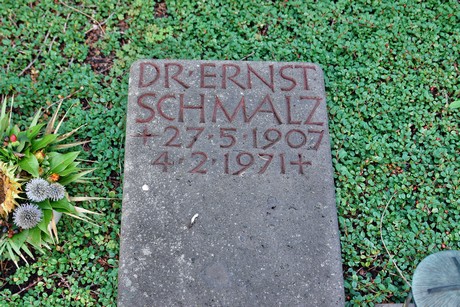 DR·ERNST
SCHMALZ
+27·5·1907
+4·2·1971+